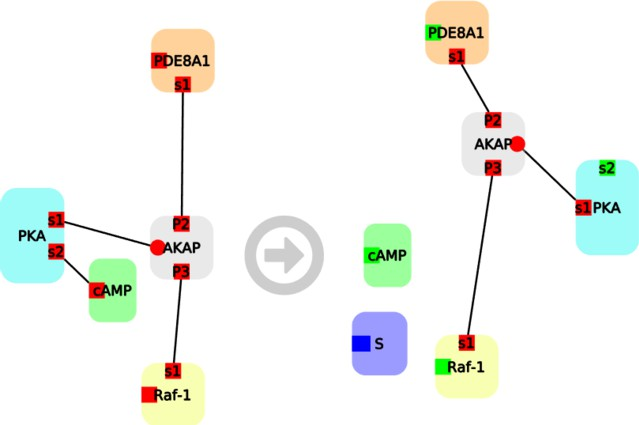 PDE8A1
s1
P2
AKAP
P3
s1
PKA
s2
cAMP
s1
Raf-1
PDE8A1
s1
P2
AKAP
P3
s2
s1 PKA
cAMP
S
s1
Raf-1